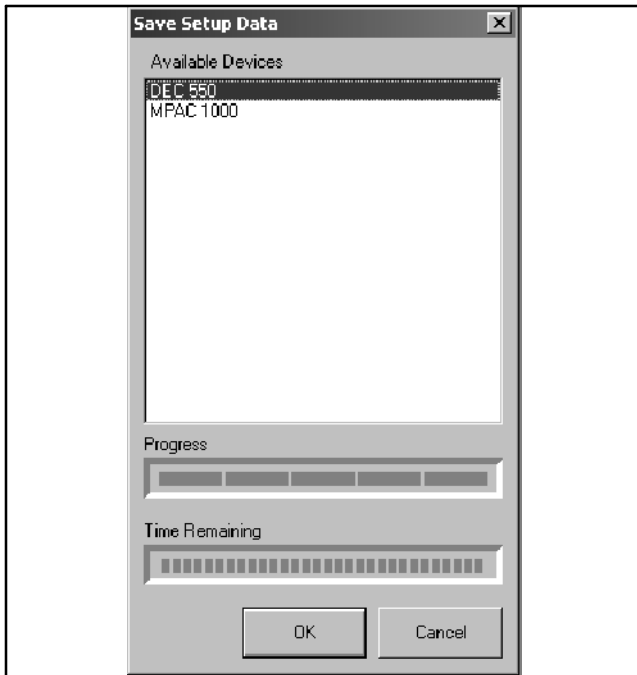 Save Setup Data
Available Devices
DEC 550
MPAC 1000
Progress
Time Remaining
OK Cancel